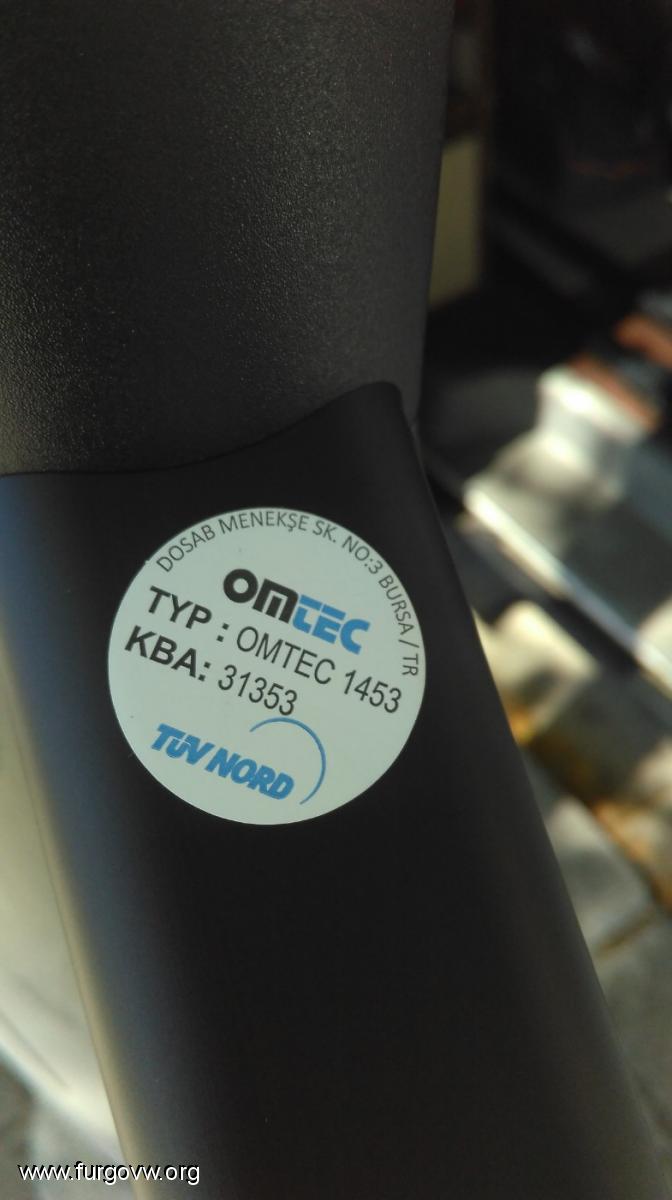 DOSAB MENEKŞE SK. NO:3 BURSA / TR
OMTEC
TYP : OMTEC 1453
KBA: 31353
TÜV NORD
www.furgovw.org